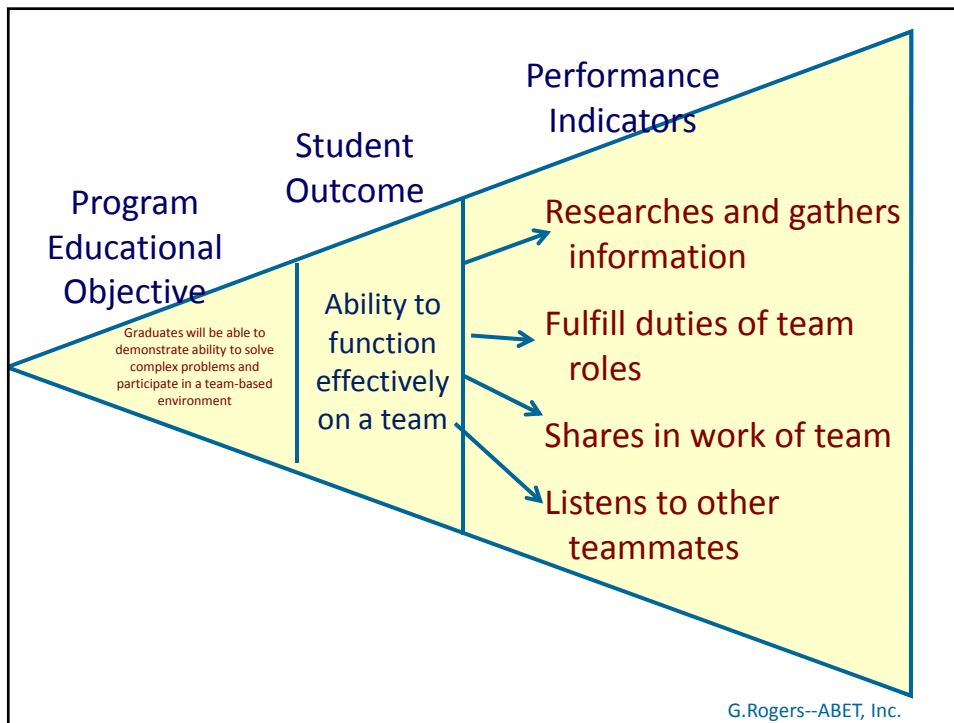 Program
Educational
Objective
Graduates will be able to
demonstrate ability to solve
complex problems and
participate in a team-based
environment
Student
Outcome
Ability to
function
effectively
on a team
Performance
Indicators
Researches and gathers
information
Fulfill duties of team
roles
Shares in work of team
Listens to other
teammates
G.Rogers--ABET, Inc.